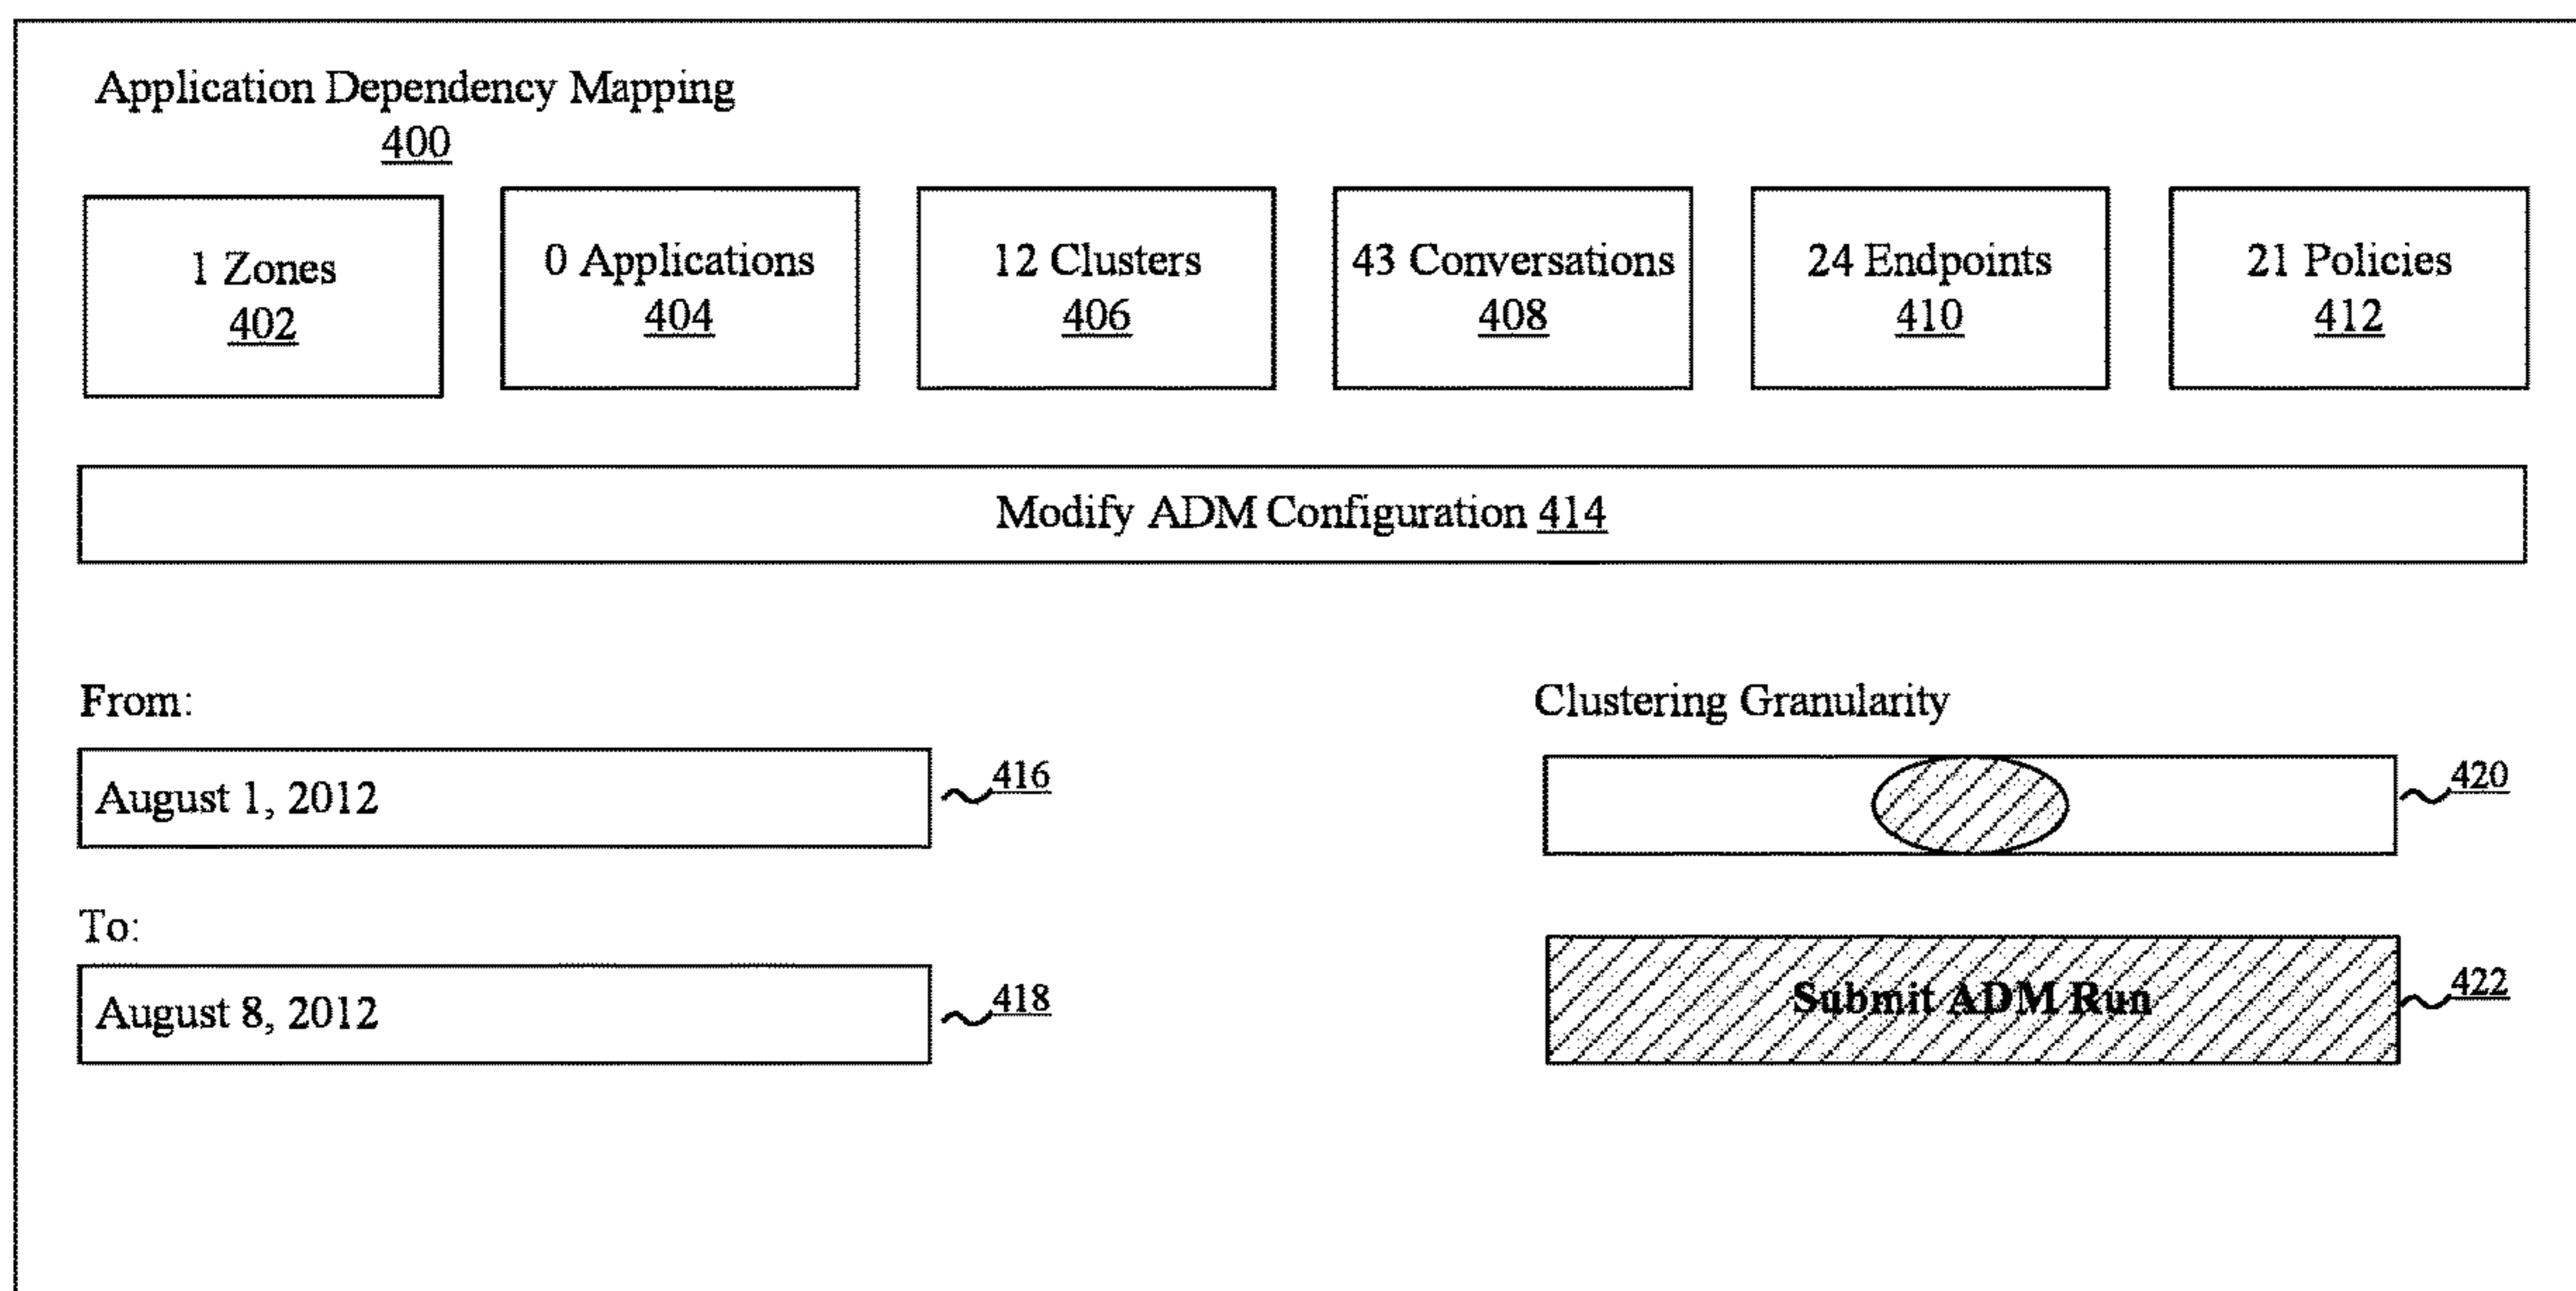 Application Dependency Mapping
400
1 Zones
402
0 Applications
404
12 Clusters
406
43 Conversations
408
24 Endpoints
410
21 Policies
412
Modify ADM Configuration 414
From:
August 1, 2012
416
To:
August 8, 2012
418
Clustering Granularity
420
Submit ADM Run
422